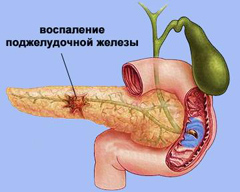 воспаление
поджелудочной железы